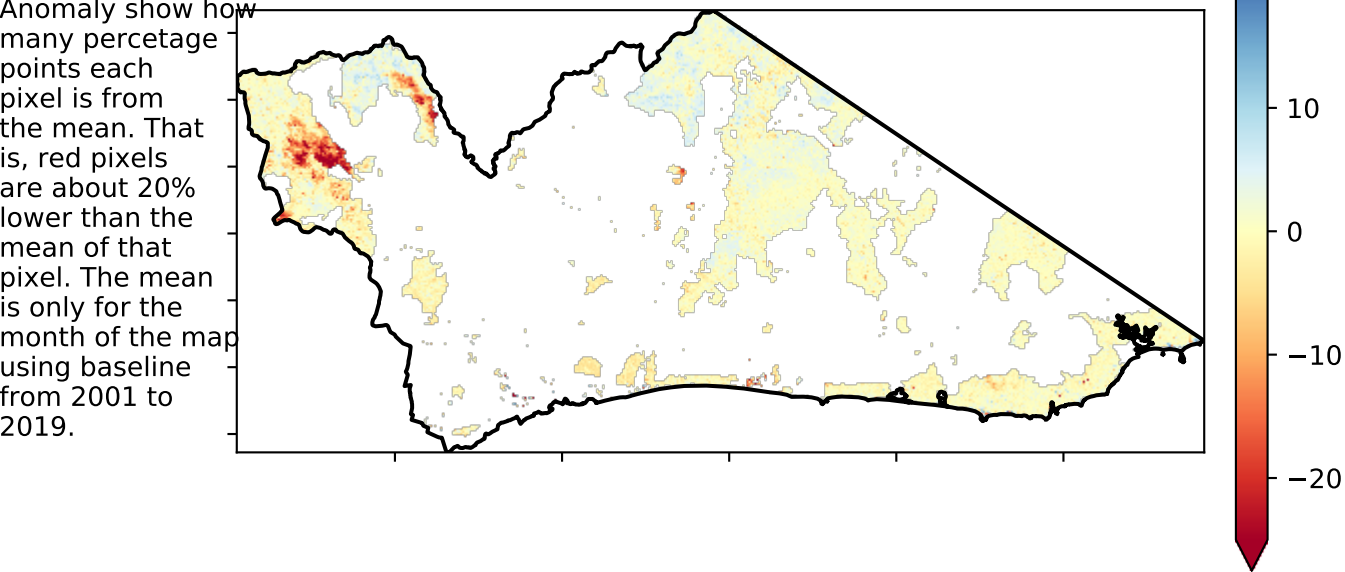 Anomaly show how
many percetage
points each
pixel is from
the mean. That
is, red pixels
are about 20%
lower than the
mean of that
pixel. The mean
is only for the
month of the map
using baseline
from 2001 to
2019.
10
0
−10
−20